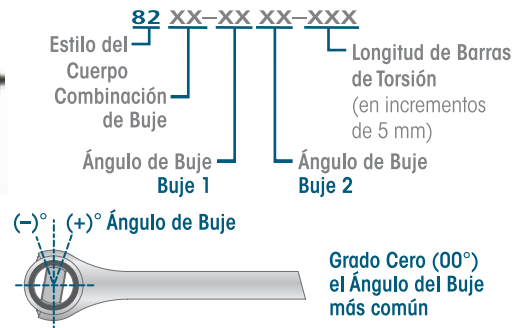 82 XX–XX XX–XXX
Estilo del
Cuerpo
Combinación
de Buje
Longitud de Barras
de Torsión
(en incrementos
de 5 mm)
Ángulo de Buje
Buje 1
Ángulo de Buje
Buje 2
(–)° (+)° Ángulo de Buje
Grado Cero (00°)
el Ángulo del Buje
más común